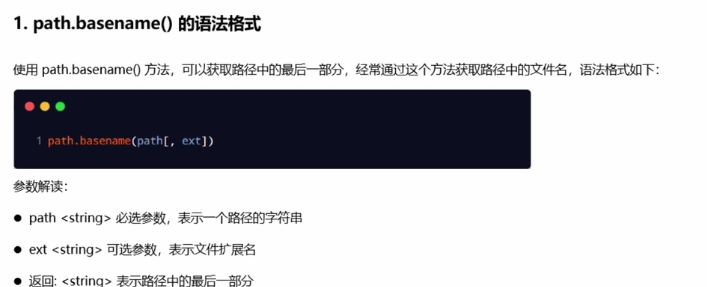 1. path.basename() 的语法格式
使用 path.basename() 方法，可以获取路径中的最后一部分，经常通过这个方法获取路径中的文件名，语法格式如下：
1 path.basename(path[, ext])
参数解读：
● path <string> 必选参数，表示一个路径的字符串
● ext <string> 可选参数，表示文件扩展名
● 返回: <string> 表示路径中的最后一部分